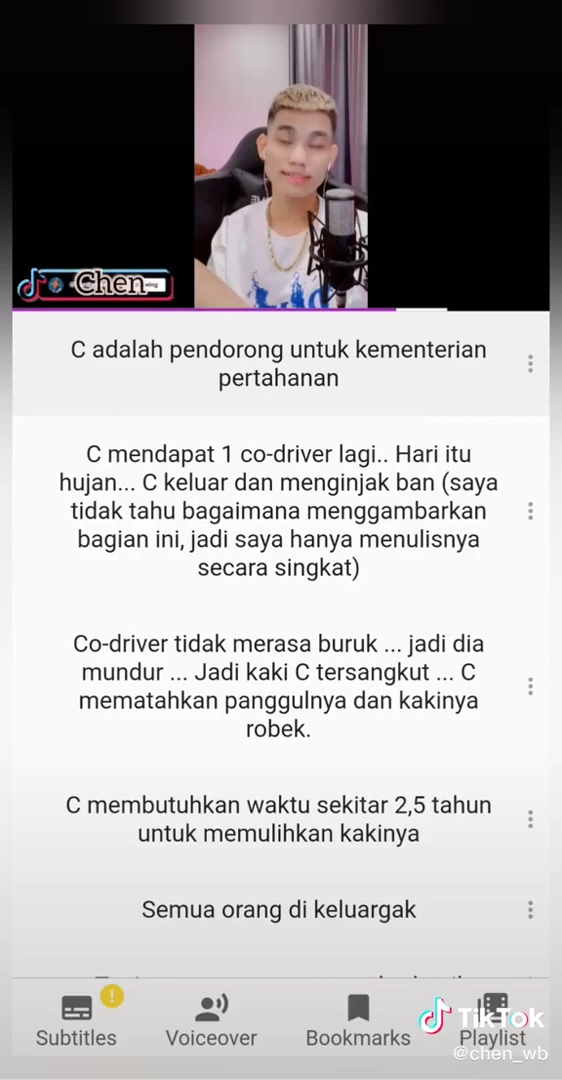 Chen
C adalah pendorong untuk kementerian
pertahanan
C mendapat 1 co-driver lagi.. Hari itu
hujan... C keluar dan menginjak ban (saya
tidak tahu bagaimana menggambarkan
bagian ini, jadi saya hanya menulisnya
secara singkat)
Co-driver tidak merasa buruk ... jadi dia
mundur ... Jadi kaki C tersangkut ... C
mematahkan panggulnya dan kakinya
robek.
C membutuhkan waktu sekitar 2,5 tahun
untuk memulihkan kakinya
Semua orang di keluargak
Subtitles
Voiceover
Bookmarks
Playlist
TikTok
@chen_wb